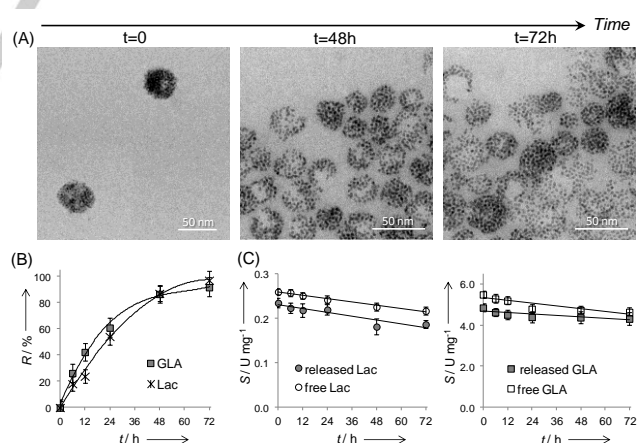 Time
(A) t=0 t=48h t=72h
50 nm 50 nm 50 nm
(B)
R / %
100
80
60
40
20
0
GLA
Lac
0 12 24 36 48 60 72
t / h
(C)
S / U mg⁻¹
0.3
0.2
0.0
released Lac
free Lac
0 12 24 36 48 60 72
t / h
S / U mg⁻¹
6.0
4.0
2.0
0.0
released GLA
free GLA
0 12 24 36 48 60 72
t / h